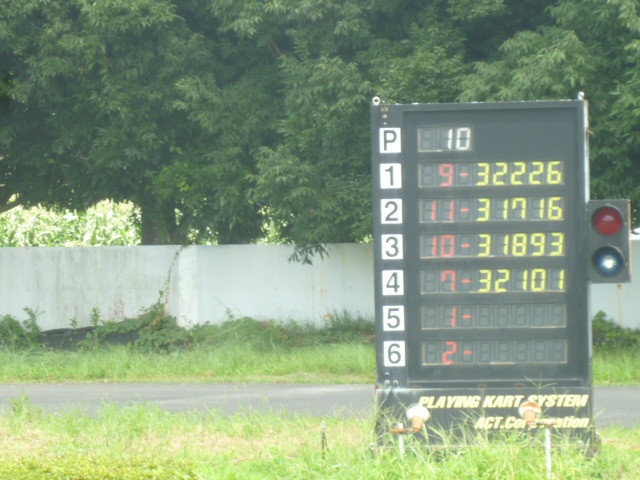 P 10
1 9- 32226
2 11- 31716
3 10- 31893
4 7- 32101
5 1-
6 2-
PLAYING KART SYSTEM
ACT.Corporation